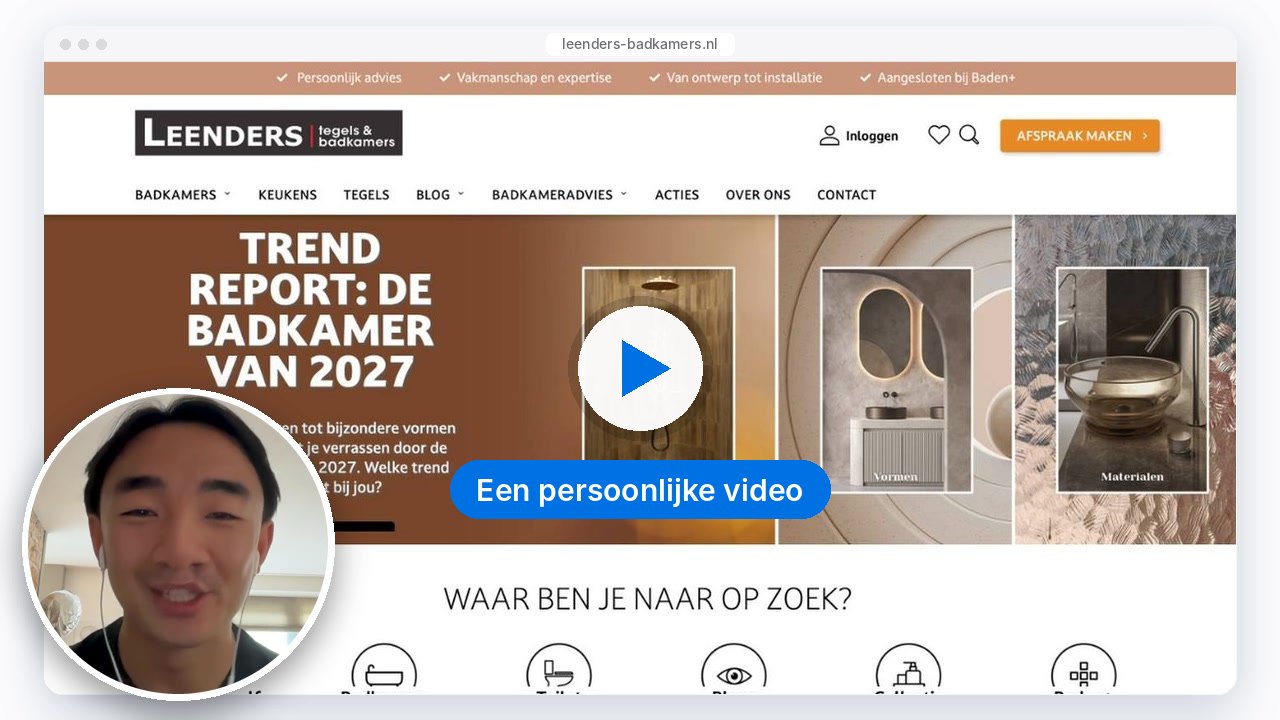 leenders-badkamers.nl
Persoonlijk advies
Vakmanschap en expertise
Van ontwerp tot installatie
Aangesloten bij Baden+
LEENDERS tegels & badkamers
Inloggen
AFSPRAAK MAKEN
BADKAMERS
KEUKENS
TEGELS
BLOG
BADKAMERADVIES
ACTIES
OVER ONS
CONTACT
TREND
REPORT: DE
BADKAMER
VAN 2027
en tot bijzondere vormen
je verrassen door de
2027. Welke trend
bij jou?
Vormen
Materialen
Een persoonlijke video
WAAR BEN JE NAAR OP ZOEK?